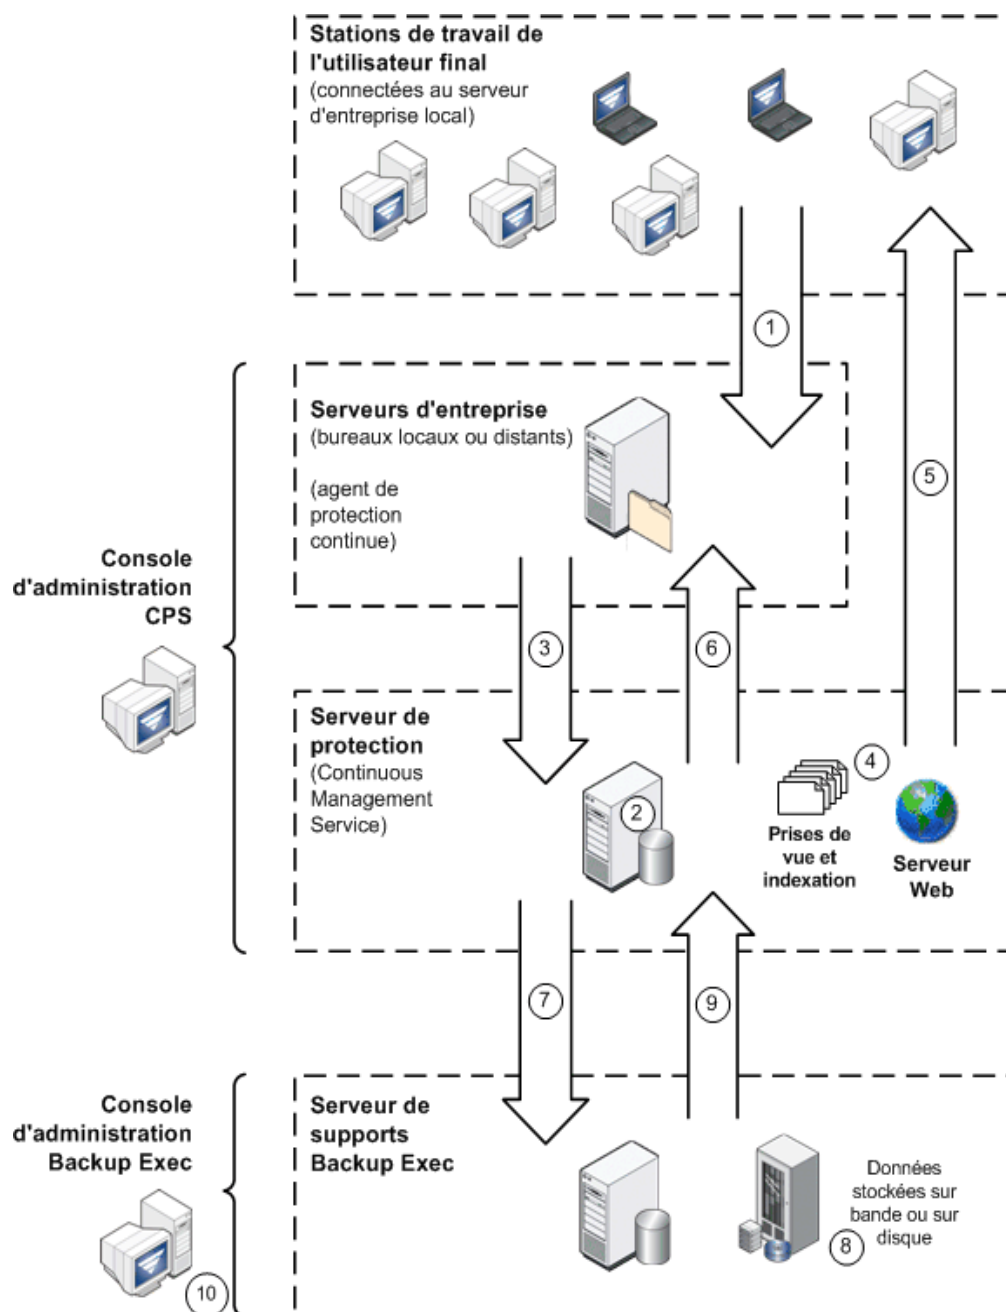 Stations de travail de
l'utilisateur final
(connectées au serveur
d'entreprise local)
1
Serveurs d'entreprise
(bureaux locaux ou distants)
(agent de
protection
continue)
5
Console
d'administration
CPS
3
6
Serveur de
protection
(Continuous
Management
Service)
2
4
Prises de
vue et
indexation
Serveur
Web
7
9
Console
d'administration
Backup Exec
10
Serveur de
supports
Backup Exec
Données
stockées sur
bande ou sur
disque
8